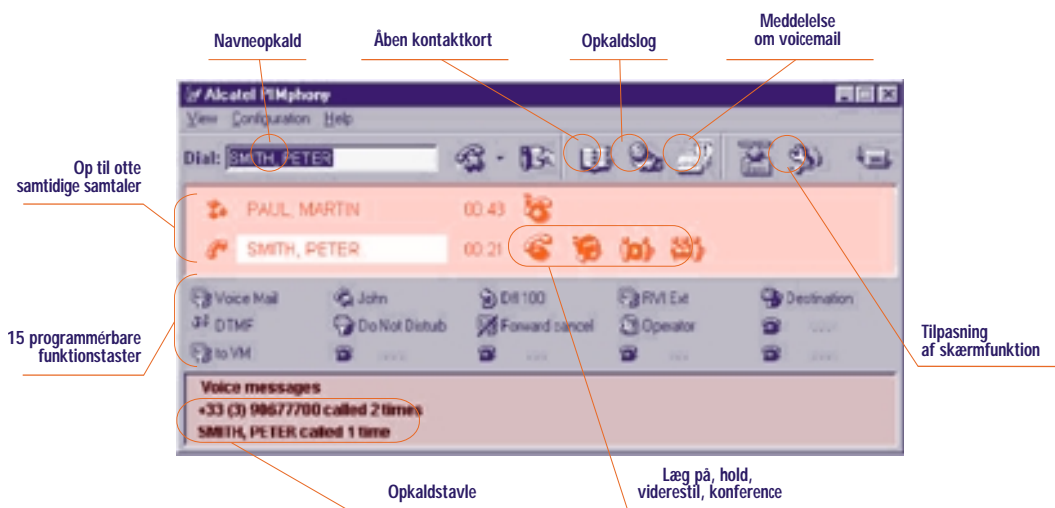 Navneopkald
Åben kontaktkort
Opkaldslog
Meddelelse
om voicemail
Alcatel PIMphony
View Configuration Help
Dial: SMITH, PETER
Op til otte
samtidige samtaler
PAUL, MARTIN 00:43
SMITH, PETER 00:21
15 programmérbare
funktionstaster
Voice Mail John DII 100 RVI Ext Destination
DTMF Do Not Disturb Forward cancel Operator ....
to VM .... .... .... ....
Tilpasning
af skærmfunktion
Voice messages
+33 (3) 90677700 called 2 times
SMITH, PETER called 1 time
Opkaldstavle
Læg på, hold,
viderestil, konference